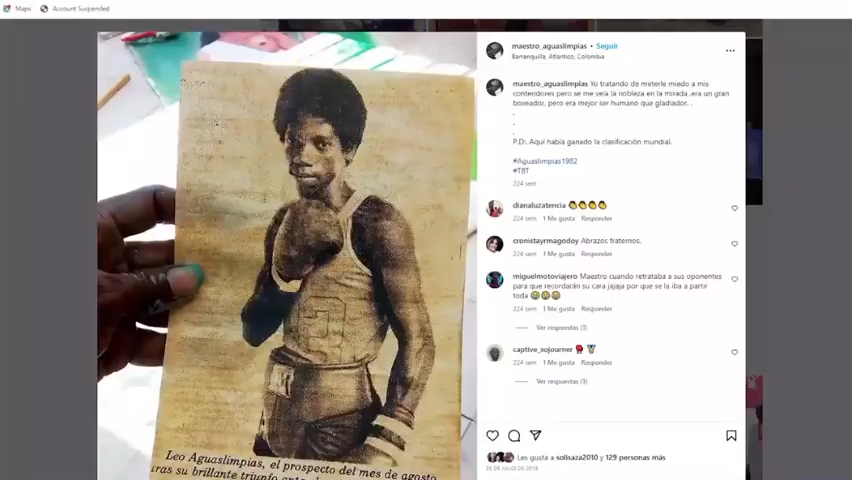 Maps Account Suspended
maestro_aguaslimpias • Seguir
Barranquilla, Atlantico, Colombia
maestro_aguaslimpias Yo tratando de meterle miedo a mis
contendores pero se me veía la nobleza en la mirada .era un gran
boxeador, pero era mejor ser humano que gladiador. .
.
.
.
P.D:. Aquí había ganado la clasificación mundial.
#Aguaslimpias1982
#TBT
224 sem
dianaluzatencia
224 sem 1 Me gusta Responder
cronistayrmagodoy Abrazos fraternos.
224 sem 1 Me gusta Responder
miguelmotoviajero Maestro cuando retrataba a sus oponentes
para que recordarán su cara jajaja por que se la iba a partir
toda
224 sem 1 Me gusta Responder
Ver respuestas (1)
captive_sojourner
224 sem 1 Me gusta Responder
Ver respuestas (1)
Les gusta a solisaza2010 y 129 personas más
26 DE JULIO DE 2018
Leo Aguaslimpias, el prospecto del mes de agosto
tras su brillante triunfo